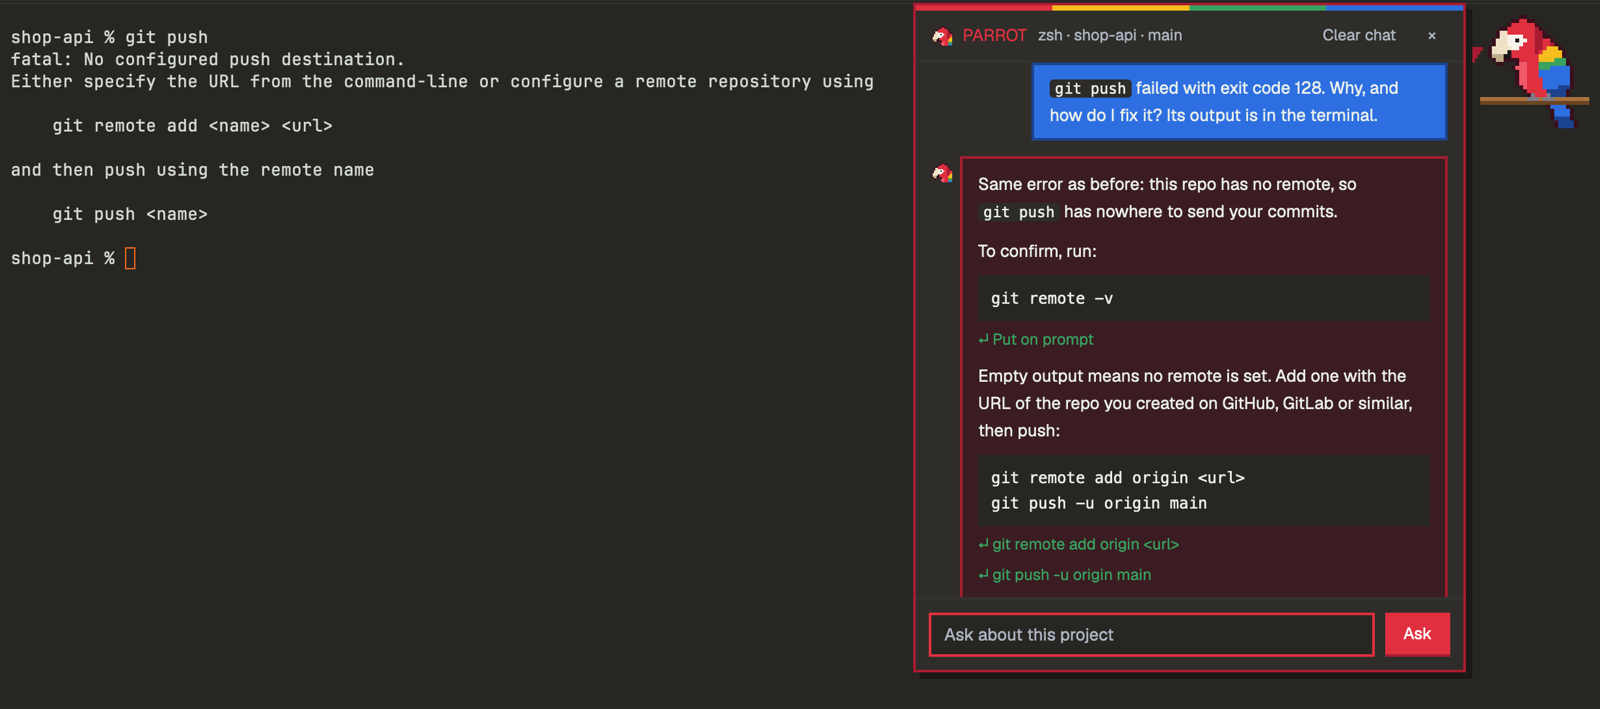 shop-api % git push
fatal: No configured push destination.
Either specify the URL from the command-line or configure a remote repository using
git remote add <name> <url>
and then push using the remote name
git push <name>
shop-api %
PARROT zsh · shop-api · main Clear chat ×
git push failed with exit code 128. Why, and
how do I fix it? Its output is in the terminal.
Same error as before: this repo has no remote, so
git push has nowhere to send your commits.
To confirm, run:
git remote -v
↵ Put on prompt
Empty output means no remote is set. Add one with the
URL of the repo you created on GitHub, GitLab or similar,
then push:
git remote add origin <url>
git push -u origin main
↵ git remote add origin <url>
↵ git push -u origin main
Ask about this project
Ask